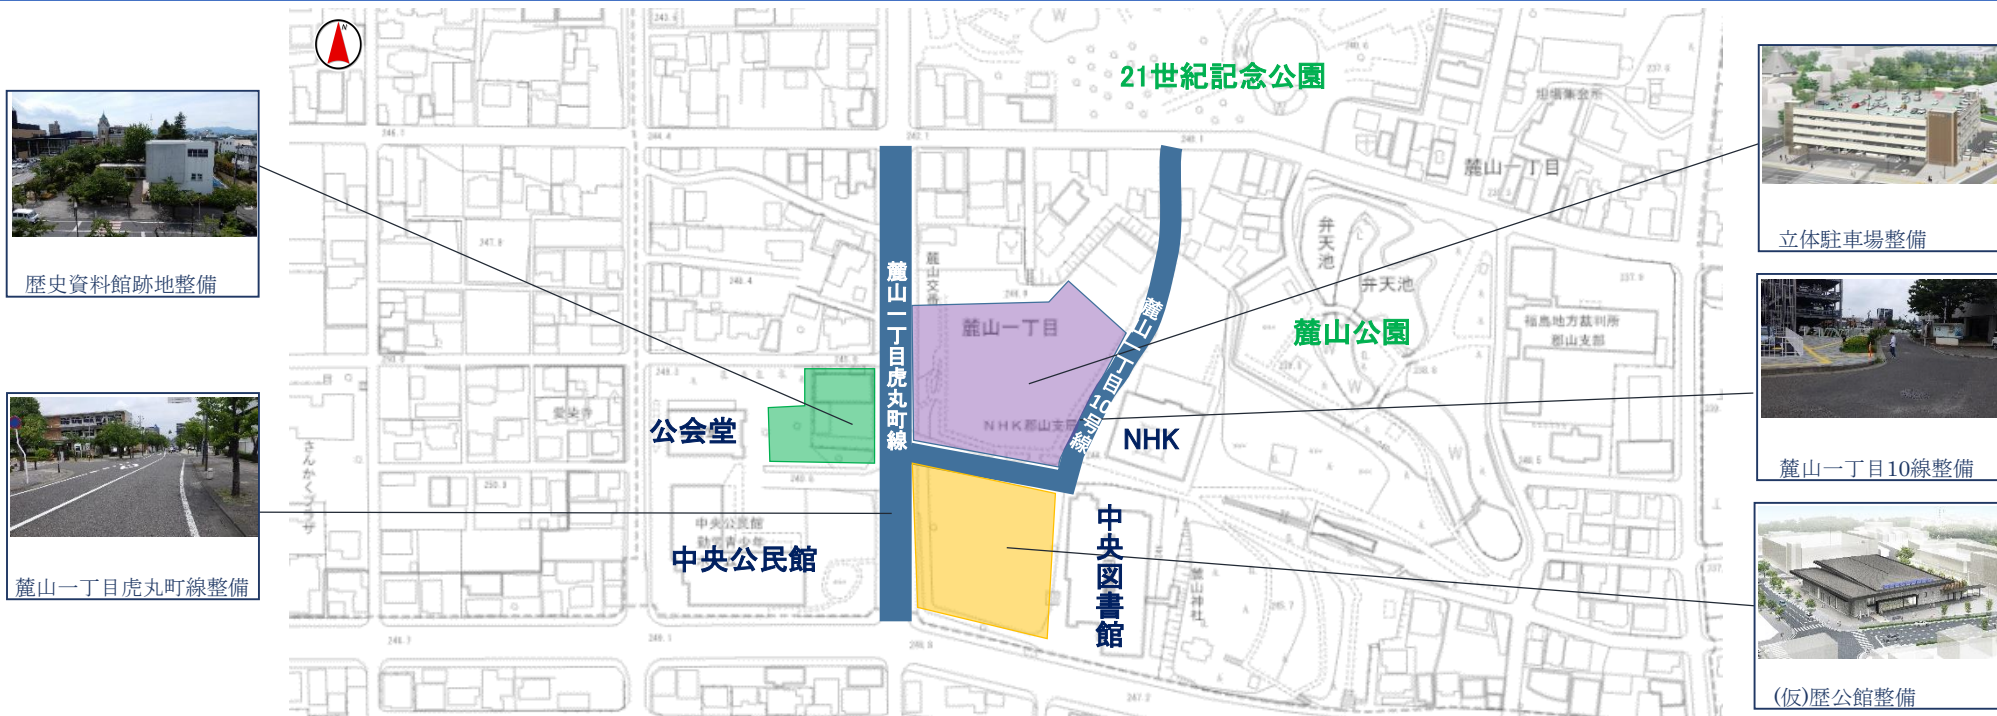 N
21世紀記念公園
麓山一丁目
弁天池
弁天池
麓山公園
福島地方裁判所
郡山支部
麓山一丁目虎丸町線
麓山一丁目10号線
麓山一丁目
NHK郡山支局
NHK
公会堂
中央公民館
勤労青少年
中央公民館
中央図書館
麓山神社
さんかくプラザ
歴史資料館跡地整備
麓山一丁目虎丸町線整備
立体駐車場整備
麓山一丁目10線整備
(仮)歴公館整備